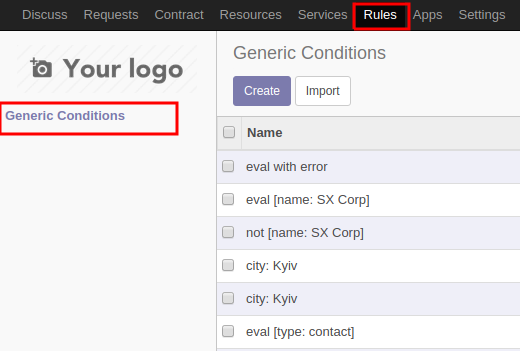 Discuss Requests Contract Resources Services Rules Apps Settings
Your logo
Generic Conditions
Generic Conditions
Create Import
Name
eval with error
eval [name: SX Corp]
not [name: SX Corp]
city: Kyiv
city: Kyiv
eval [type: contact]